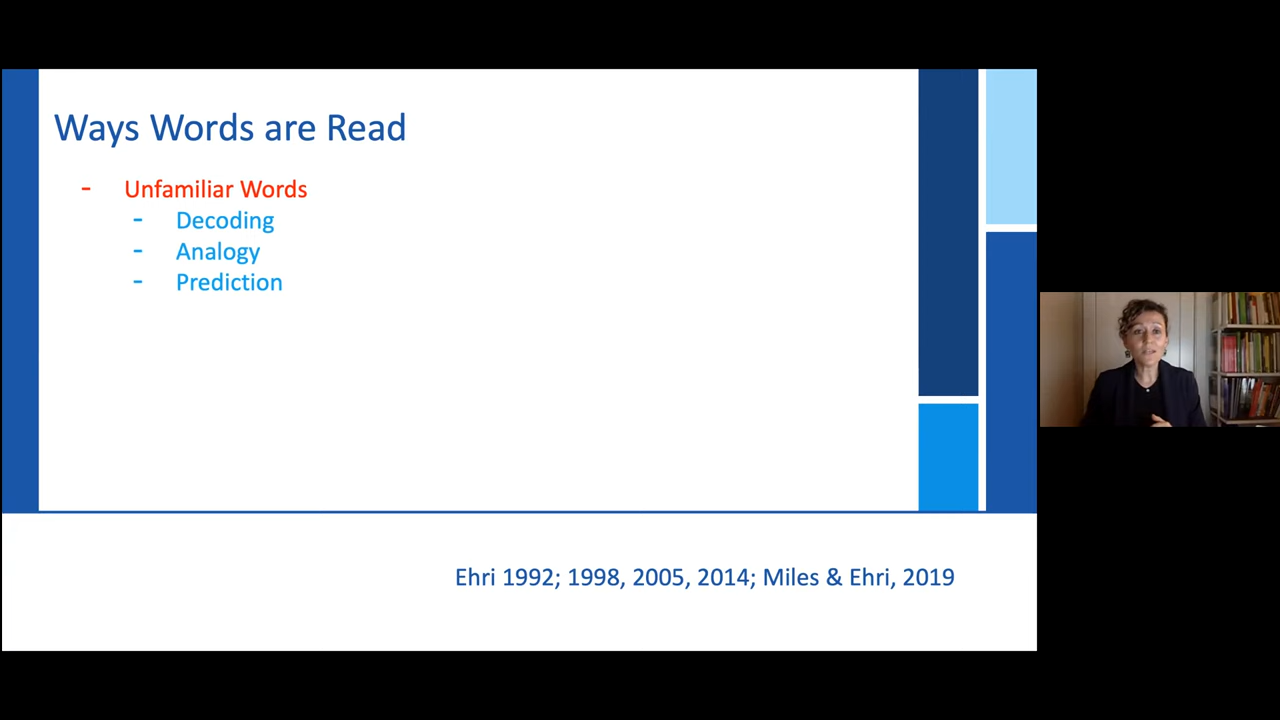 Ways Words are Read
- Unfamiliar Words
- Decoding
- Analogy
- Prediction
Ehri 1992; 1998, 2005, 2014; Miles & Ehri, 2019